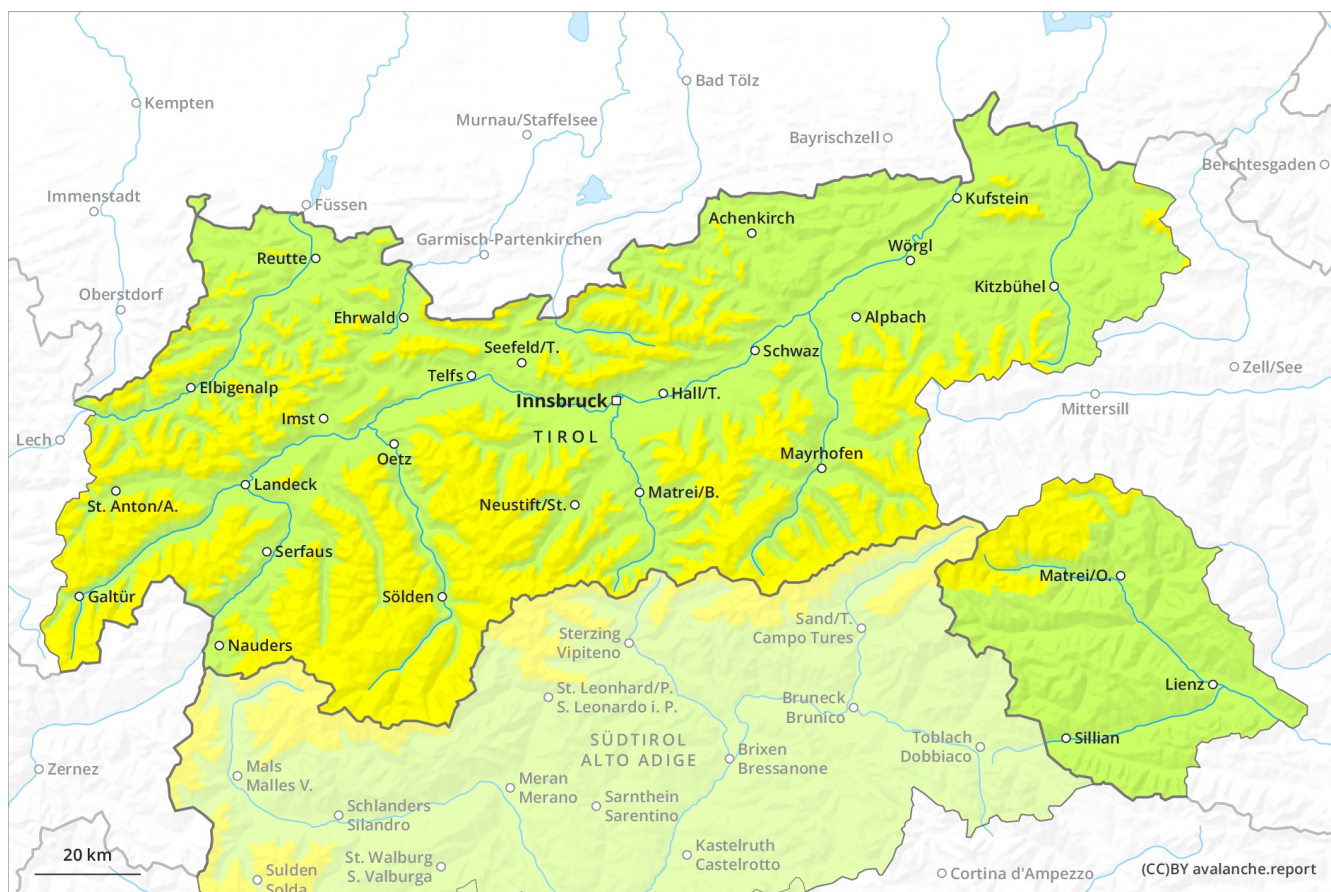 Bad Tölz
Kempten
Murnau/Staffelsee
Bayrischzell
Berchtesgaden
Immenstadt
Füssen
Kufstein
Achenkirch
Garmisch-Partenkirchen
Wörgl
Reutte
Oberstdorf
Kitzbühel
Ehrwald
Alpbach
Seefeld/T.
Schwaz
Zell/See
Telfs
Elbigenalp
Hall/T.
Innsbruck
Mittersill
Imst
TIROL
Lech
Oetz
Mayrhofen
Landeck
St. Anton/A.
Neustift/St.
Matrei/B.
Serfaus
Matrei/O.
Galtür
Sölden
Sand/T.
Campo Tures
Sterzing
Vipiteno
Nauders
Lienz
St. Leonhard/P.
S. Leonardo i. P.
Bruneck
Brunico
Sillian
Toblach
Dobbiaco
SÜDTIROL
ALTO ADIGE
Brixen
Bressanone
Zernez
Mals
Malles V.
Meran
Merano
Sarnthein
Sarentino
Schlanders
Silandro
20 km
Kastelruth
Castelrotto
St. Walburg
S. Valburga
Sulden
Solda
Cortina d'Ampezzo
(CC)BY avalanche.report